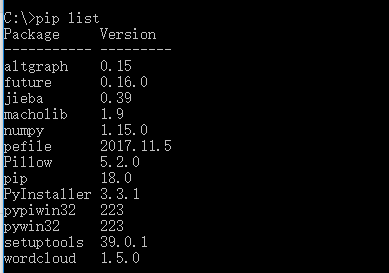 C:\>pip list
Package     Version
----------- ---------
altgraph    0.15
future      0.16.0
jieba       0.39
macholib    1.9
numpy       1.15.0
pefile      2017.11.5
Pillow      5.2.0
pip         18.0
PyInstaller 3.3.1
pypiwin32   223
pywin32     223
setuptools  39.0.1
wordcloud   1.5.0